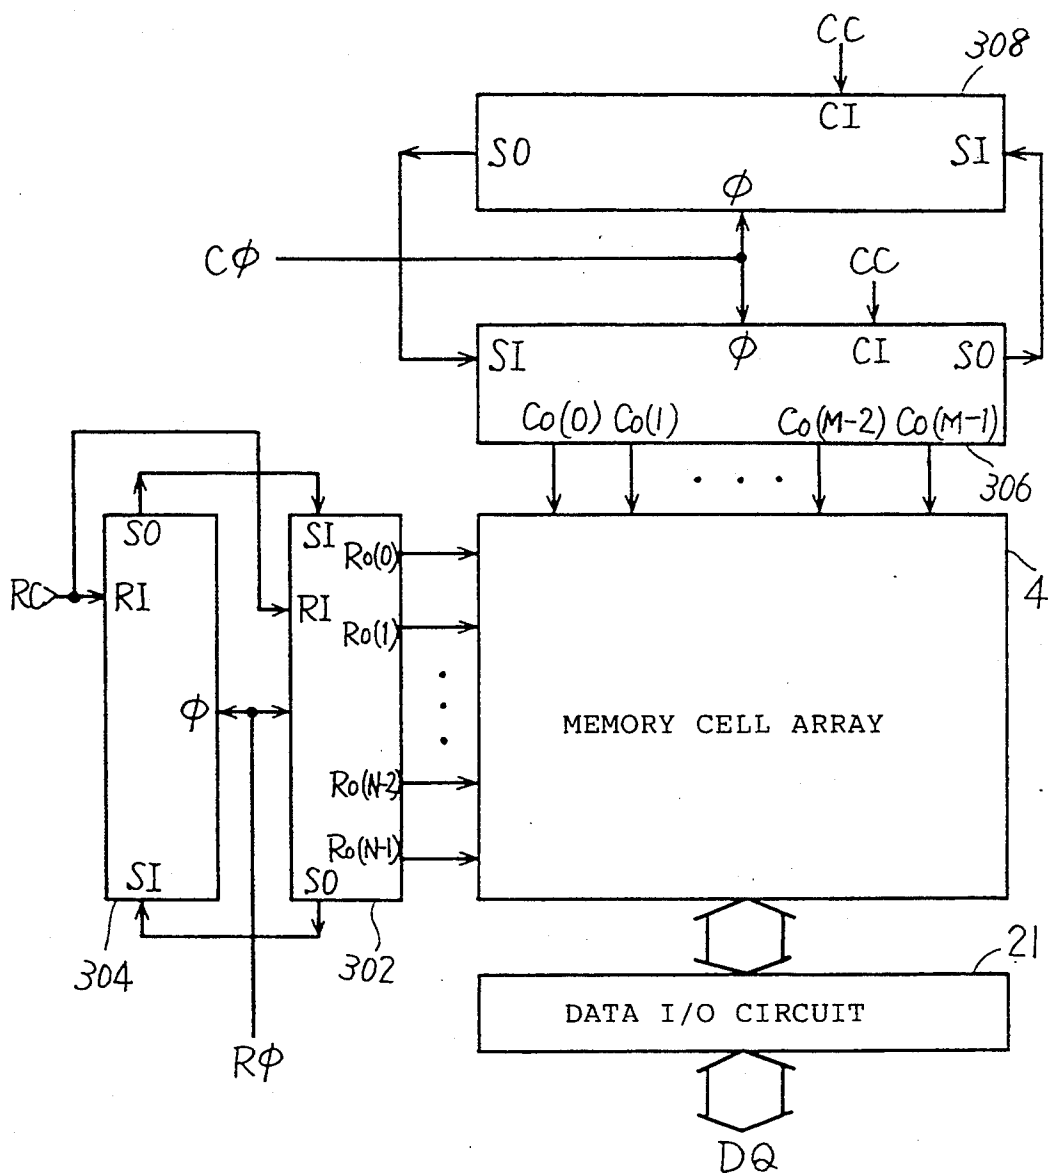 CC
308
CI
SO
SI
φ
Cφ
CC
SI
φ
CI
SO
Co(0) Co(1) Co(M-2) Co(M-1)
306
SO
SI
Ro(0)
4
RC
RI
RI
Ro(1)
φ
MEMORY CELL ARRAY
Ro(N-2)
Ro(N-1)
SI
SO
304
302
21
DATA I/O CIRCUIT
Rφ
DQ